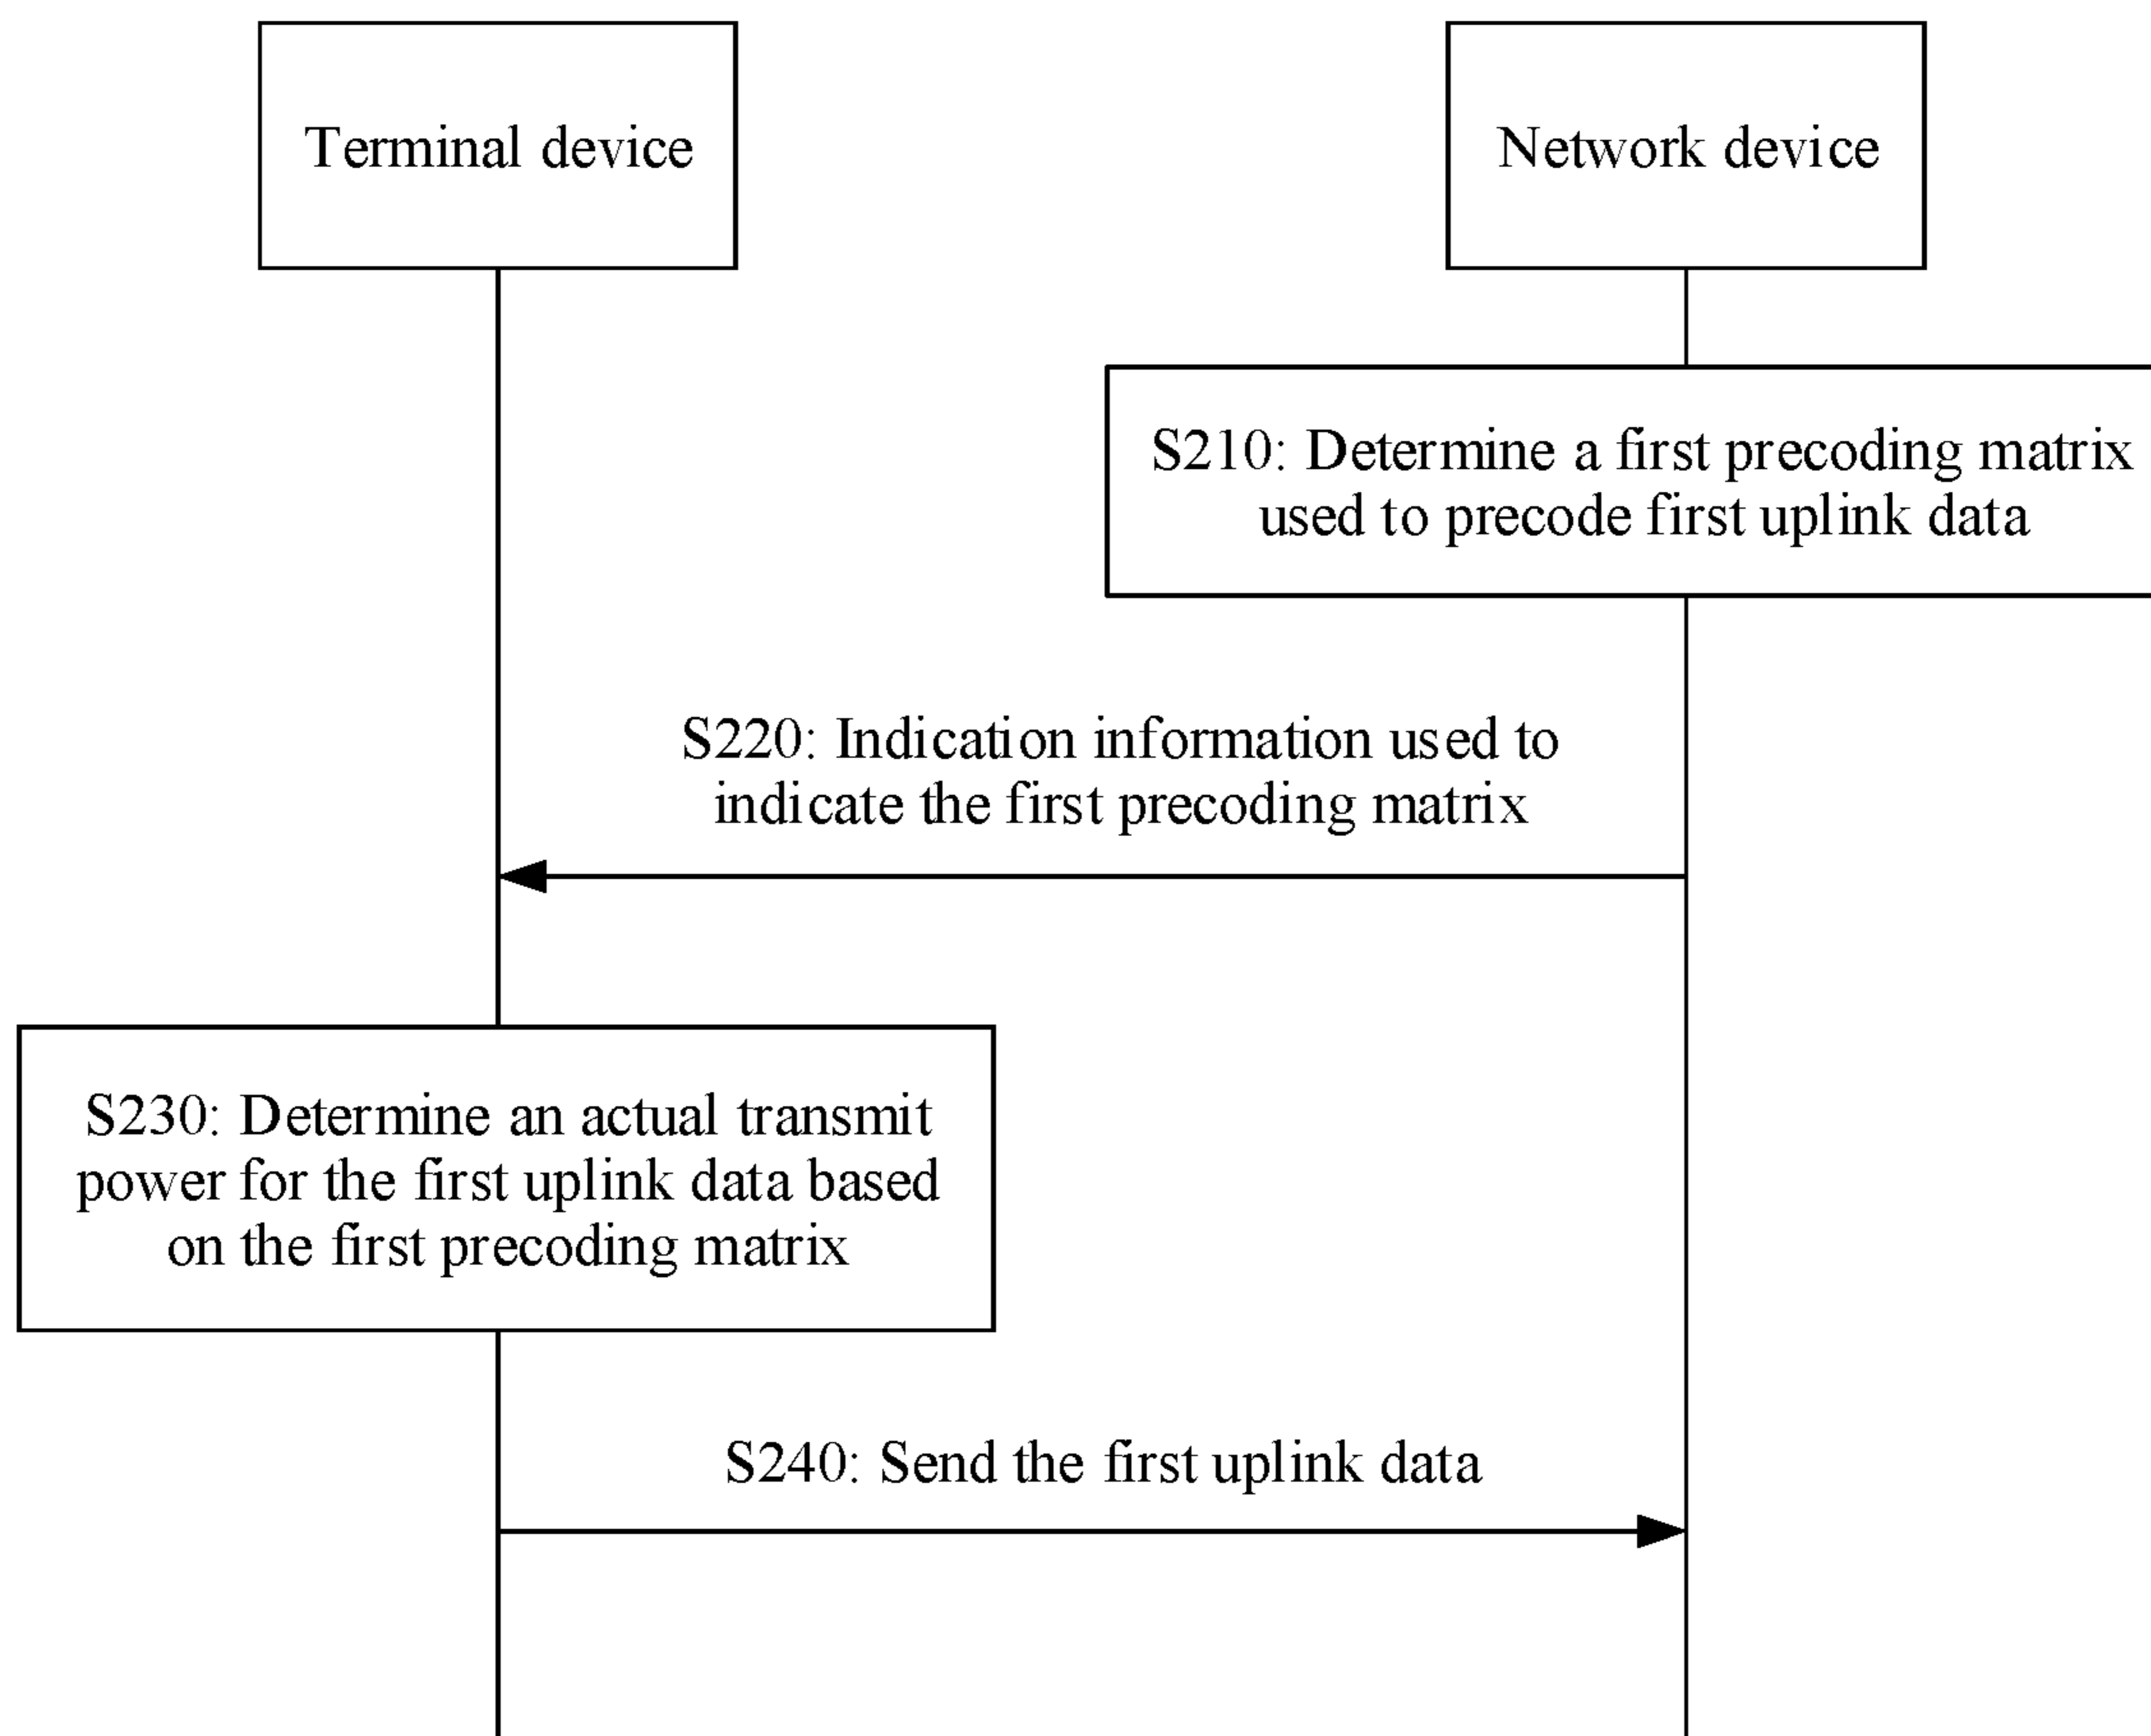 Terminal device
Network device
S210: Determine a first precoding matrix
used to precode first uplink data
S220: Indication information used to
indicate the first precoding matrix
S230: Determine an actual transmit
power for the first uplink data based
on the first precoding matrix
S240: Send the first uplink data